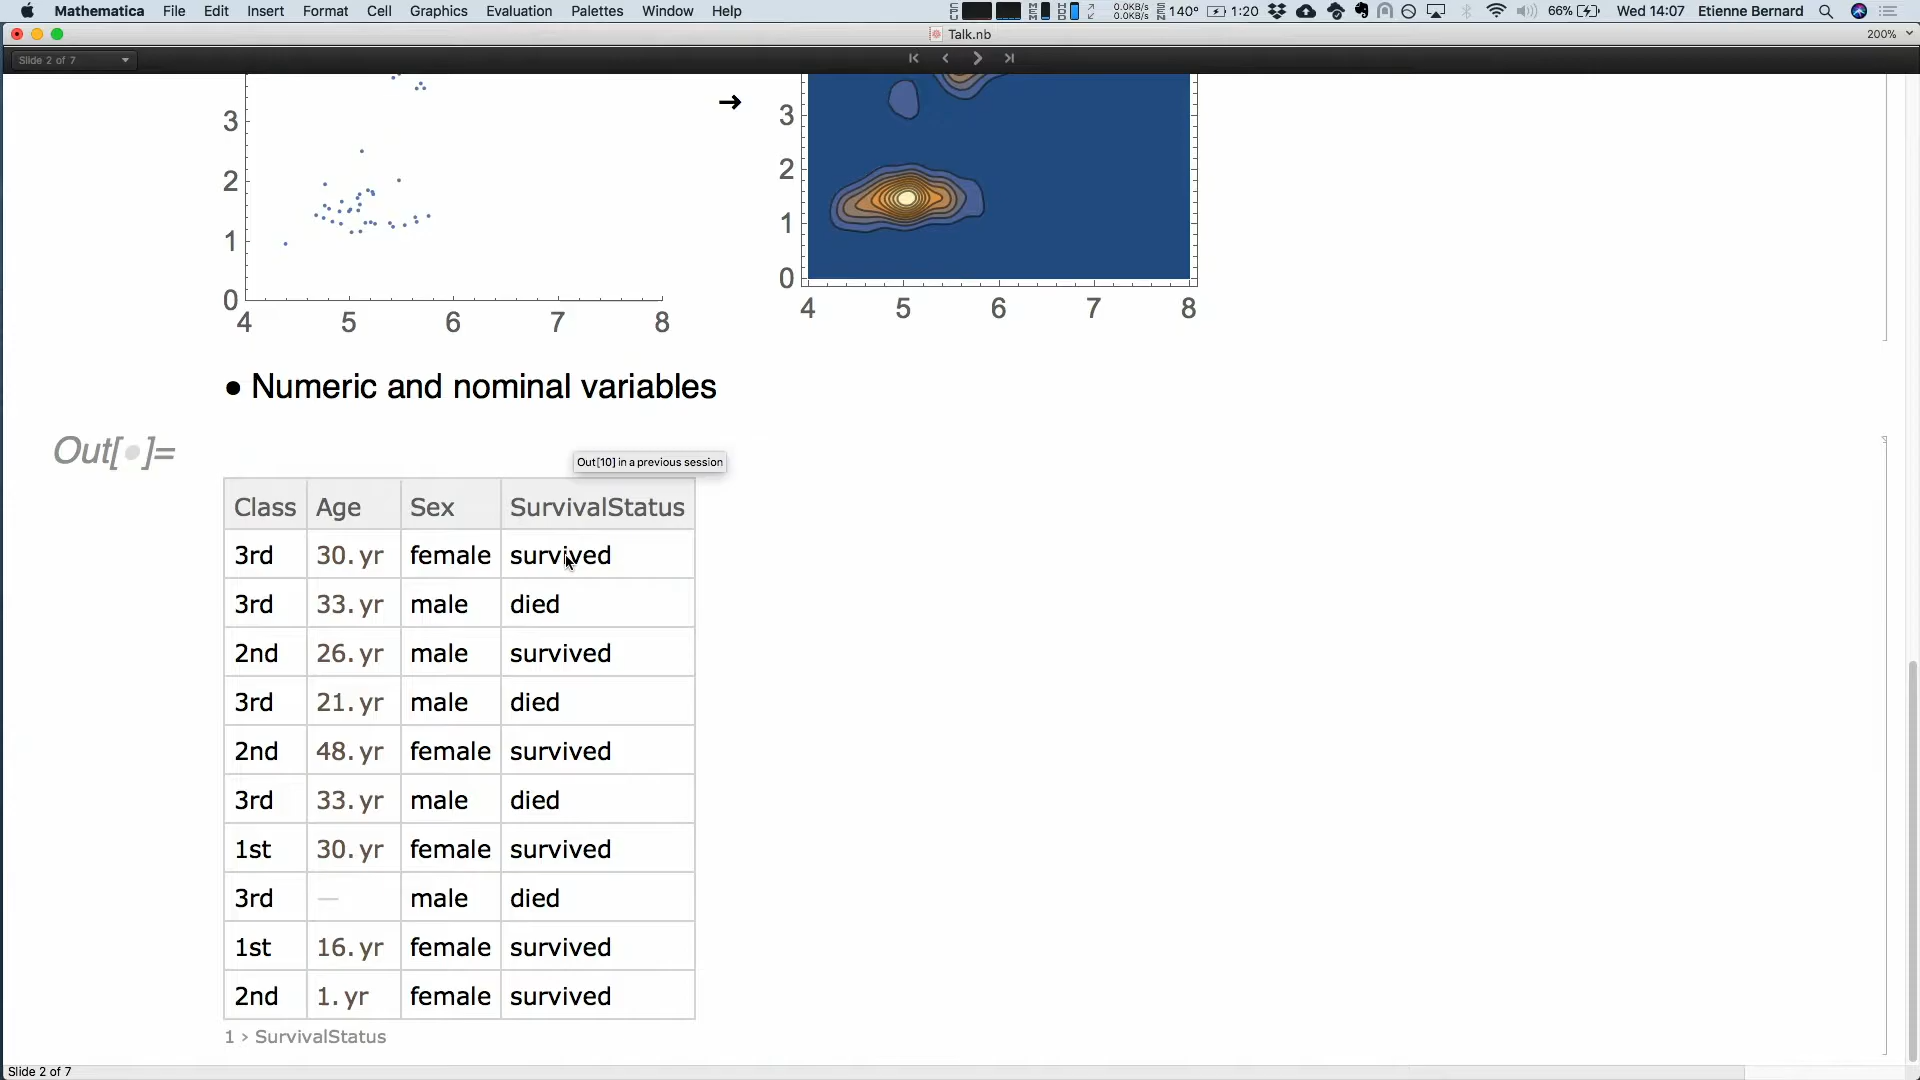 Mathematica File Edit Insert Format Cell Graphics Evaluation Palettes Window Help 0.0KB/s 0.0KB/s 140° 1:20 66% Wed 14:07 Etienne Bernard
Talk.nb 200%
Slide 2 of 7
3
2
1
0
4 5 6 7 8
→
3
2
1
0
4 5 6 7 8
● Numeric and nominal variables
Out[●]=
Out[10] in a previous session
Class Age Sex SurvivalStatus
3rd 30. yr female survived
3rd 33. yr male died
2nd 26. yr male survived
3rd 21. yr male died
2nd 48. yr female survived
3rd 33. yr male died
1st 30. yr female survived
3rd — male died
1st 16. yr female survived
2nd 1. yr female survived
1 > SurvivalStatus
Slide 2 of 7